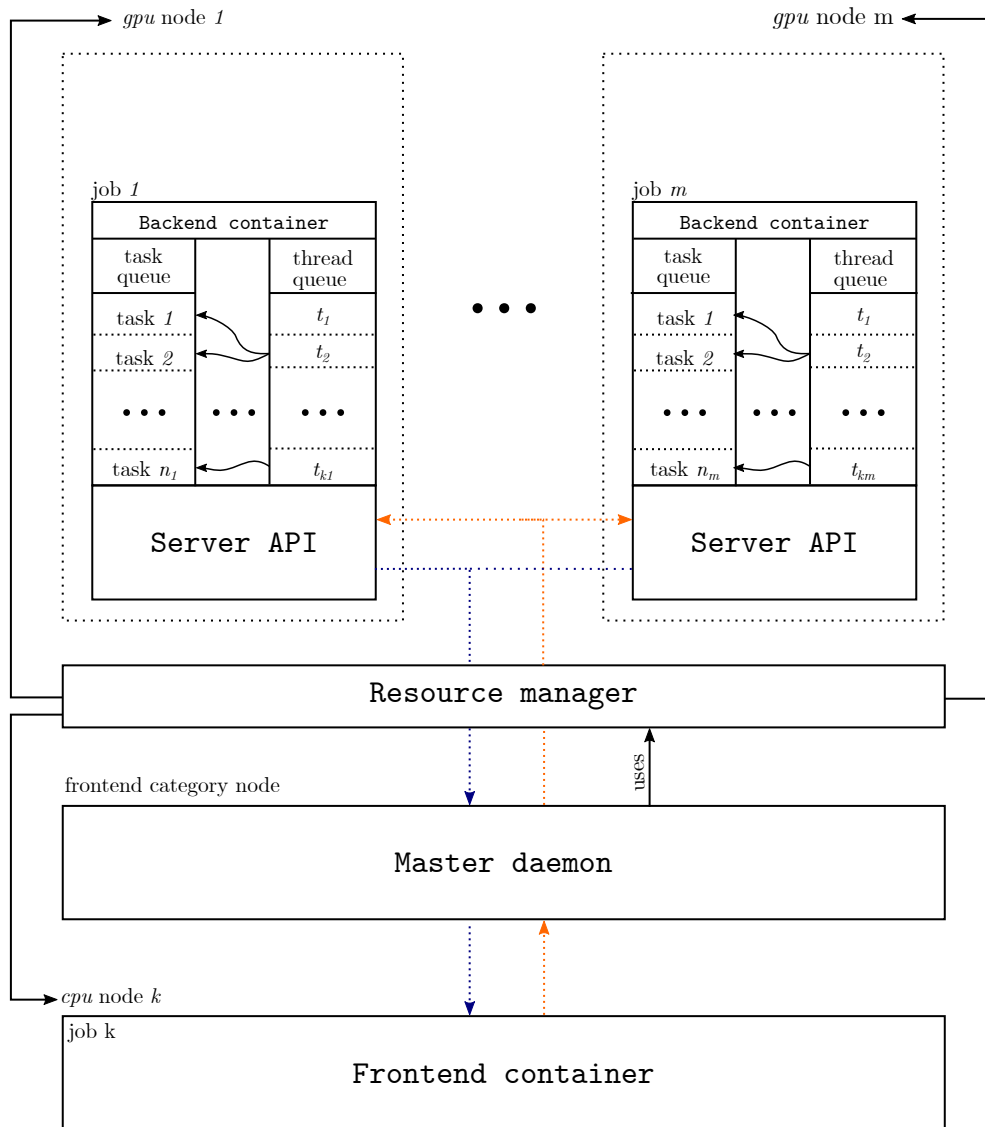 gpu node 1
gpu node m
job 1
Backend container
task queue
thread queue
task 1
t1
task 2
t2
task n1
tk1
Server API
job m
Backend container
task queue
thread queue
task 1
t1
task 2
t2
task nm
tkm
Server API
Resource manager
uses
frontend category node
Master daemon
cpu node k
job k
Frontend container